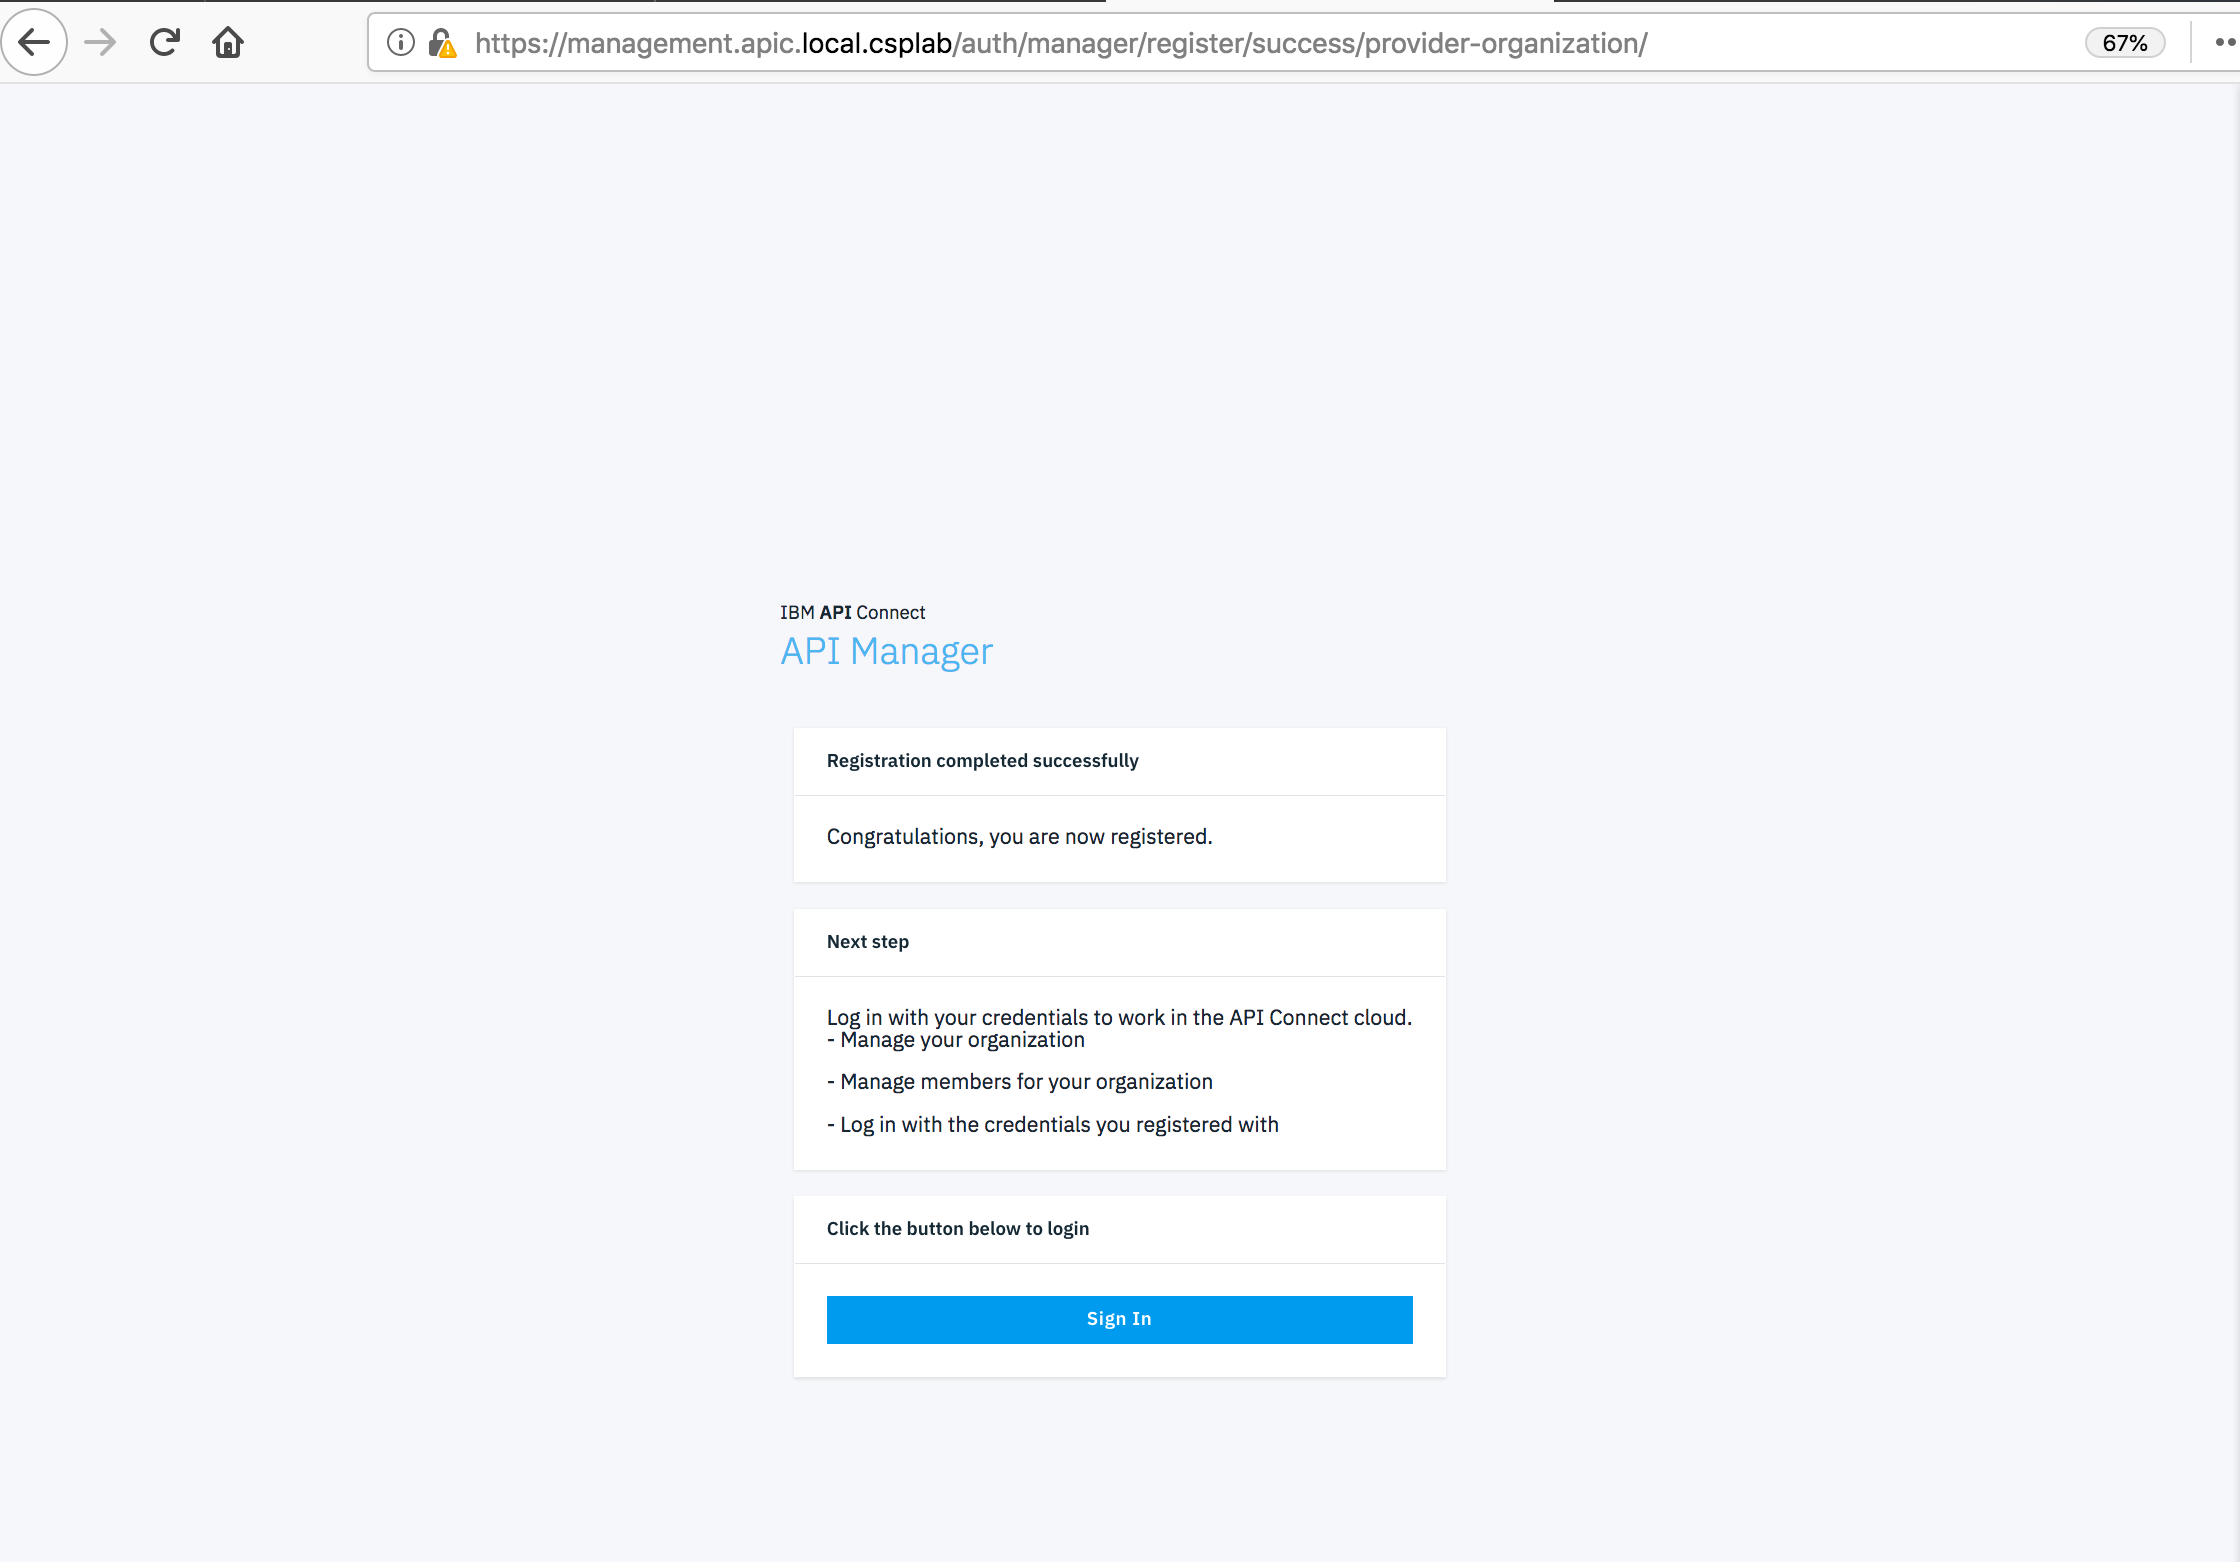 https://management.apic.local.csplab/auth/manager/register/success/provider-organization/
67%
IBM API Connect
API Manager
Registration completed successfully
Congratulations, you are now registered.
Next step
Log in with your credentials to work in the API Connect cloud.
- Manage your organization
- Manage members for your organization
- Log in with the credentials you registered with
Click the button below to login
Sign In